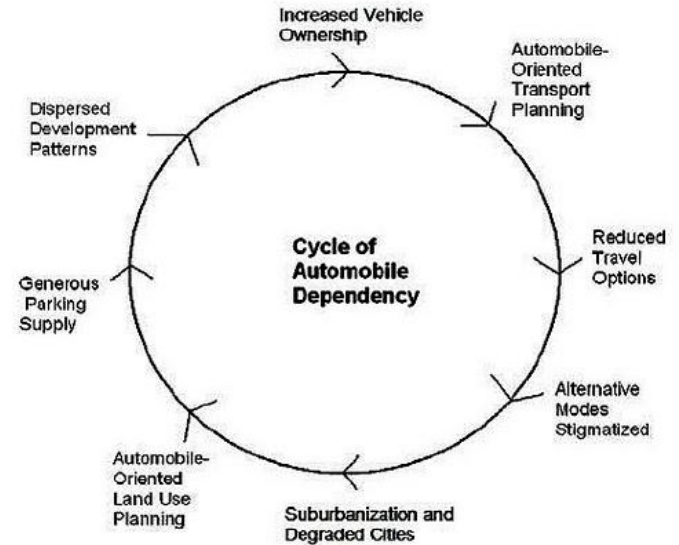 Increased Vehicle
Ownership
Automobile-
Oriented
Transport
Planning
Reduced
Travel
Options
Alternative
Modes
Stigmatized
Suburbanization and
Degraded Cities
Automobile-
Oriented
Land Use
Planning
Generous
Parking
Supply
Dispersed
Development
Patterns
Cycle of
Automobile
Dependency